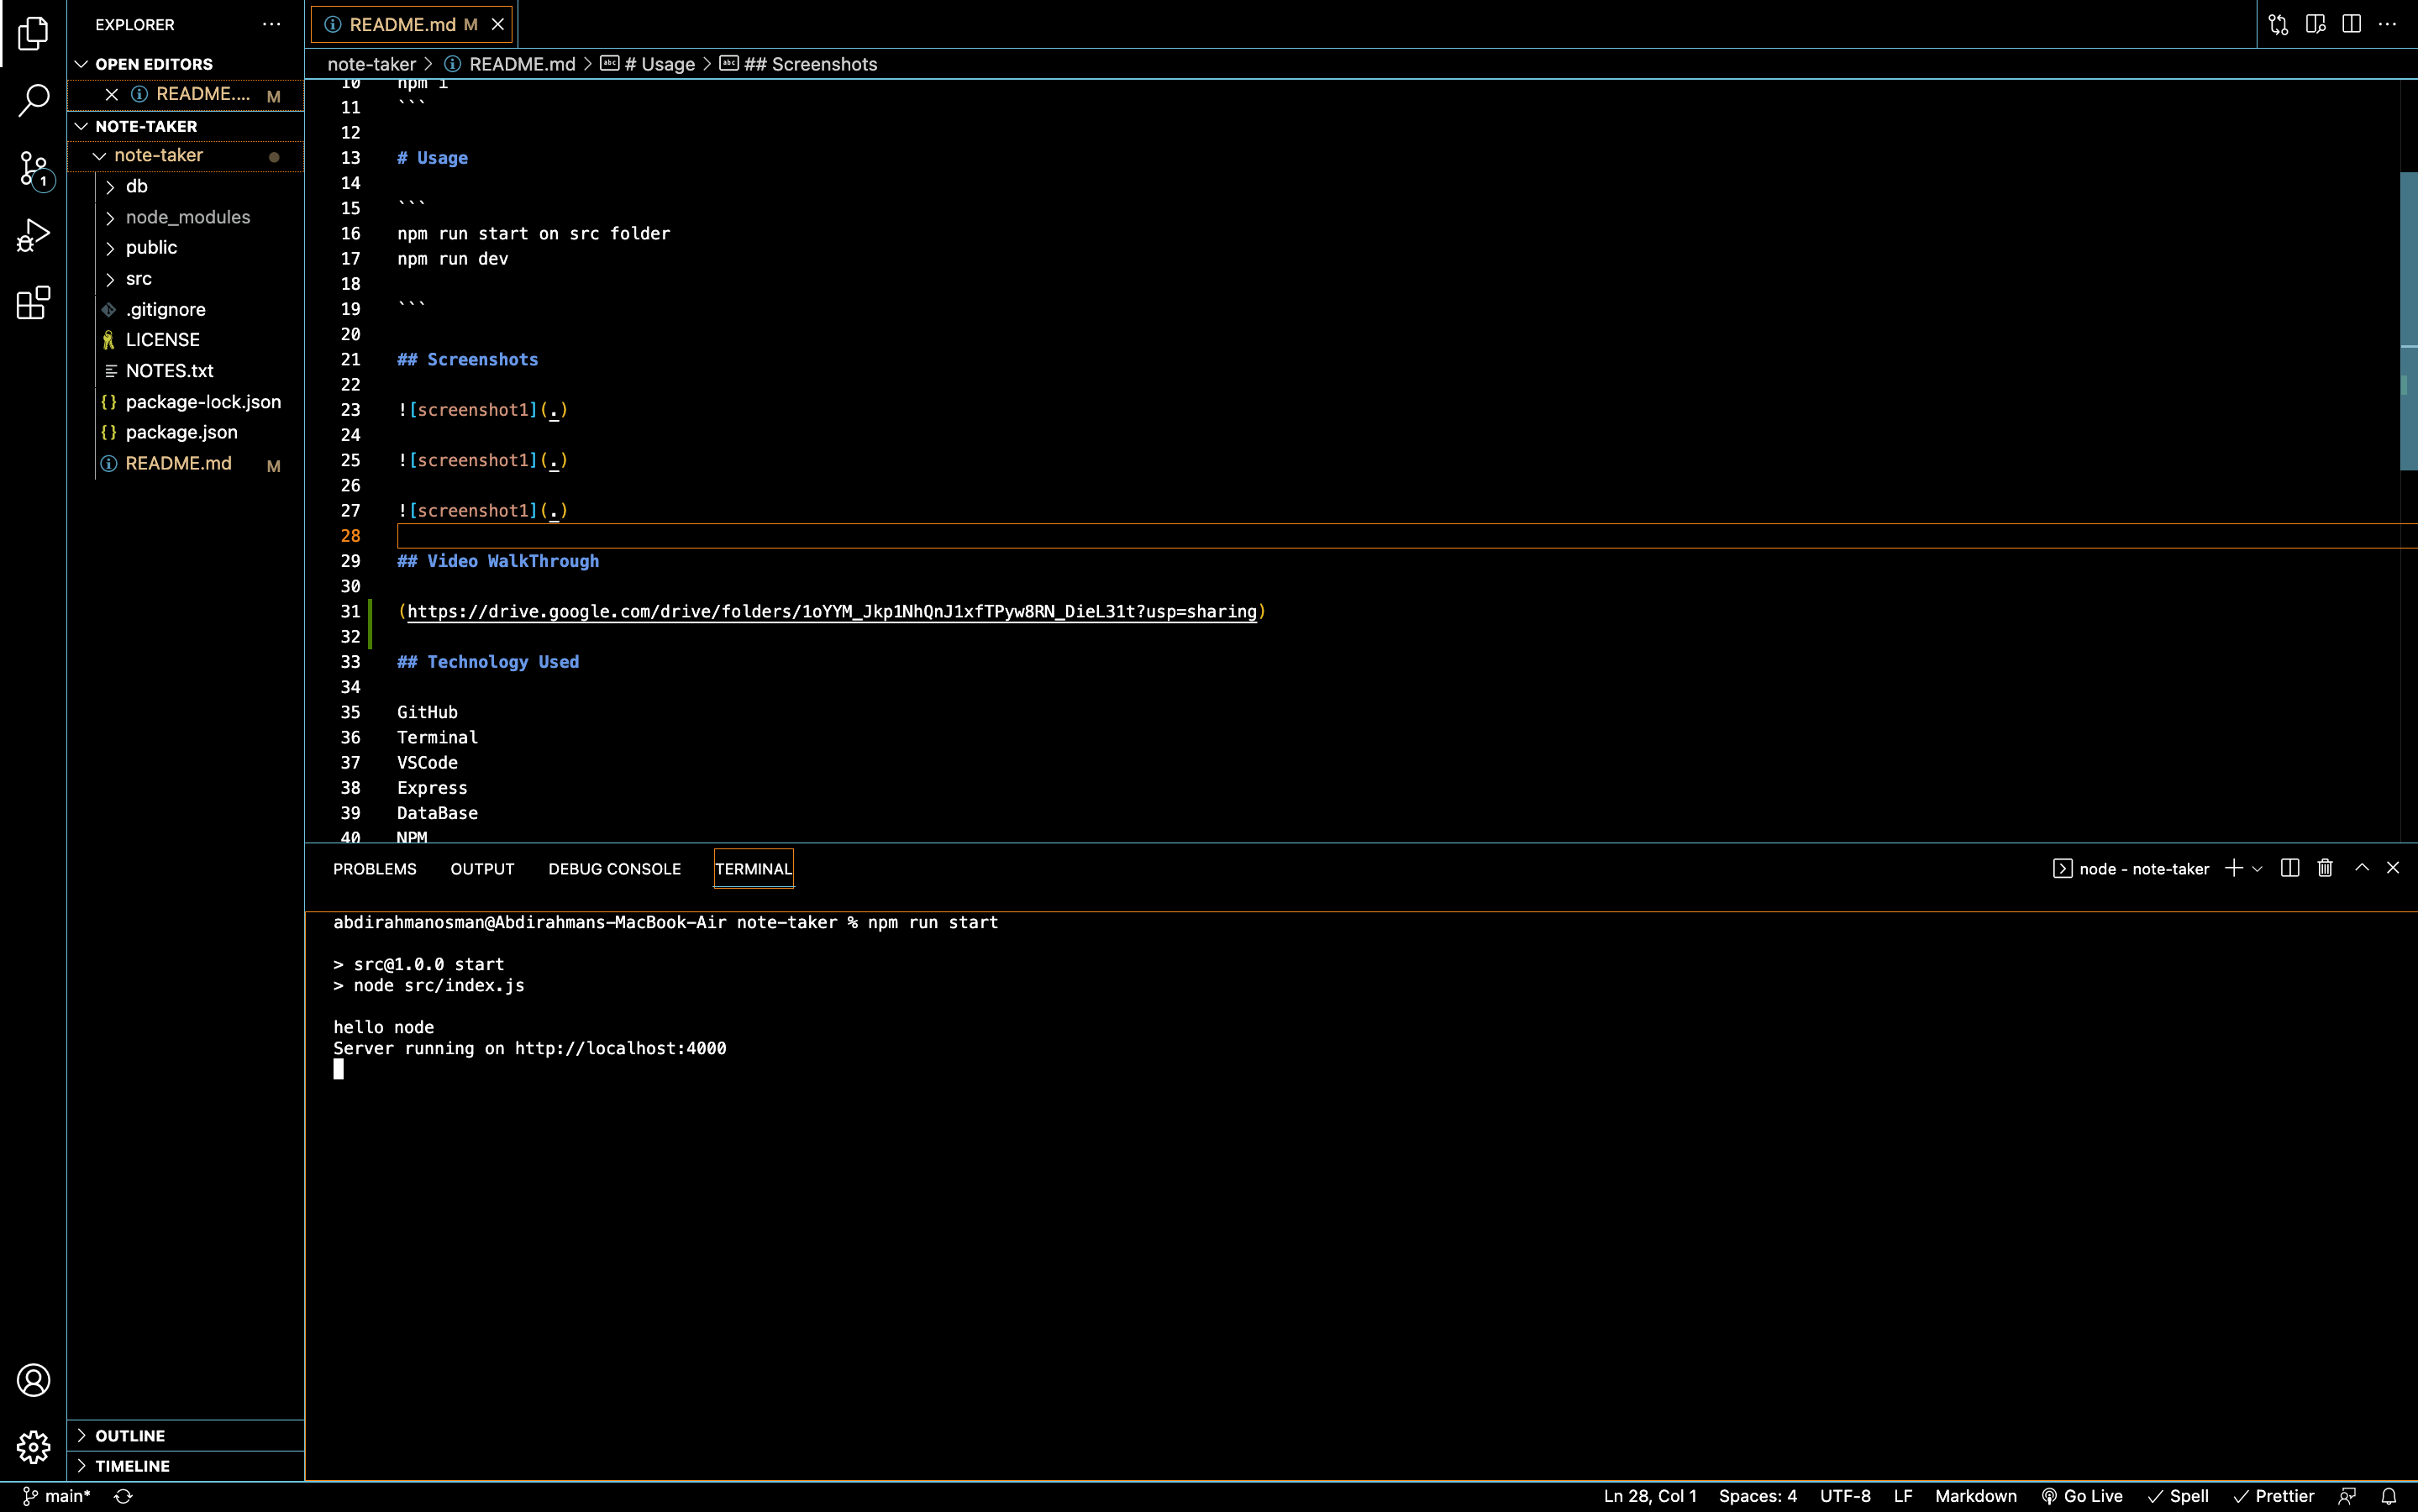 EXPLORER
OPEN EDITORS
README.... M
NOTE-TAKER
note-taker
db
node_modules
public
src
.gitignore
LICENSE
NOTES.txt
package-lock.json
package.json
README.md M
OUTLINE
TIMELINE
1
README.md M
note-taker > README.md > # Usage > ## Screenshots
10 npm i
11 ```
12
13 # Usage
14
15 ```
16 npm run start on src folder
17 npm run dev
18
19 ```
20
21 ## Screenshots
22
23 ![screenshot1](.)
24
25 ![screenshot1](.)
26
27 ![screenshot1](.)
28
29 ## Video WalkThrough
30
31 (https://drive.google.com/drive/folders/1oYYM_Jkp1NhQnJ1xfTPyw8RN_DieL31t?usp=sharing)
32
33 ## Technology Used
34
35 GitHub
36 Terminal
37 VSCode
38 Express
39 DataBase
40 NPM
PROBLEMS OUTPUT DEBUG CONSOLE TERMINAL
node - note-taker
abdirahmanosman@Abdirahmans-MacBook-Air note-taker % npm run start
> src@1.0.0 start
> node src/index.js
hello node
Server running on http://localhost:4000
main*
Ln 28, Col 1 Spaces: 4 UTF-8 LF Markdown Go Live Spell Prettier